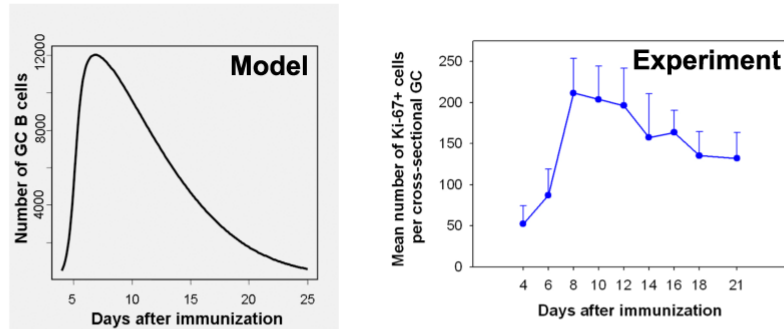 Model
Number of GC B cells
12000
8000
4000
5 10 15 20 25
Days after immunization
Experiment
Mean number of Ki-67+ cells
per cross-sectional GC
250
200
150
100
50
0
4 6 8 10 12 14 16 18 21
Days after immunization